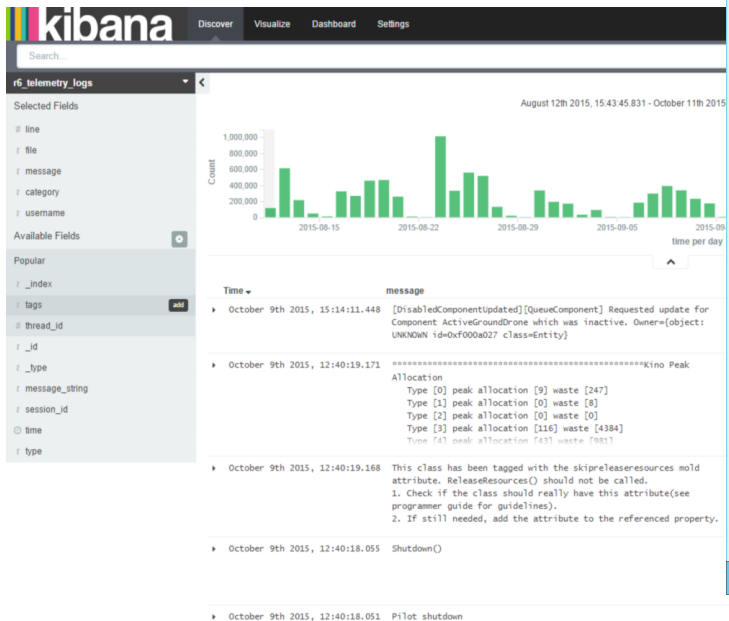 kibana
Discover Visualize Dashboard Settings
Search...
r6_telemetry_logs
Selected Fields
# line
t file
t message
t category
t username
Available Fields
Popular
t _index
t tags add
# thread_id
t _id
t _type
t message_string
t session_id
time
t type
August 12th 2015, 15:43:45.831 - October 11th 2015
Count
1,000,000
800,000
600,000
400,000
200,000
0
2015-08-15 2015-08-22 2015-08-29 2015-09-05 2015-09-
time per day
Time message
October 9th 2015, 15:14:11.448 [DisabledComponentUpdated][QueueComponent] Requested update for
Component ActiveGroundDrone which was inactive. Owner={object:
UNKNOWN id=0xf000a027 class=Entity}
October 9th 2015, 12:40:19.171 ==================================================Kino Peak
Allocation
Type [0] peak allocation [9] waste [247]
Type [1] peak allocation [0] waste [8]
Type [2] peak allocation [0] waste [0]
Type [3] peak allocation [116] waste [4384]
Type [4] peak allocation [43] waste [981]
October 9th 2015, 12:40:19.168 This class has been tagged with the skipreleaseresources mold
attribute. ReleaseResources() should not be called.
1. Check if the class should really have this attribute(see
programmer guide for guidelines).
2. If still needed, add the attribute to the referenced property.
October 9th 2015, 12:40:18.055 Shutdown()
October 9th 2015, 12:40:18.051 Pilot shutdown